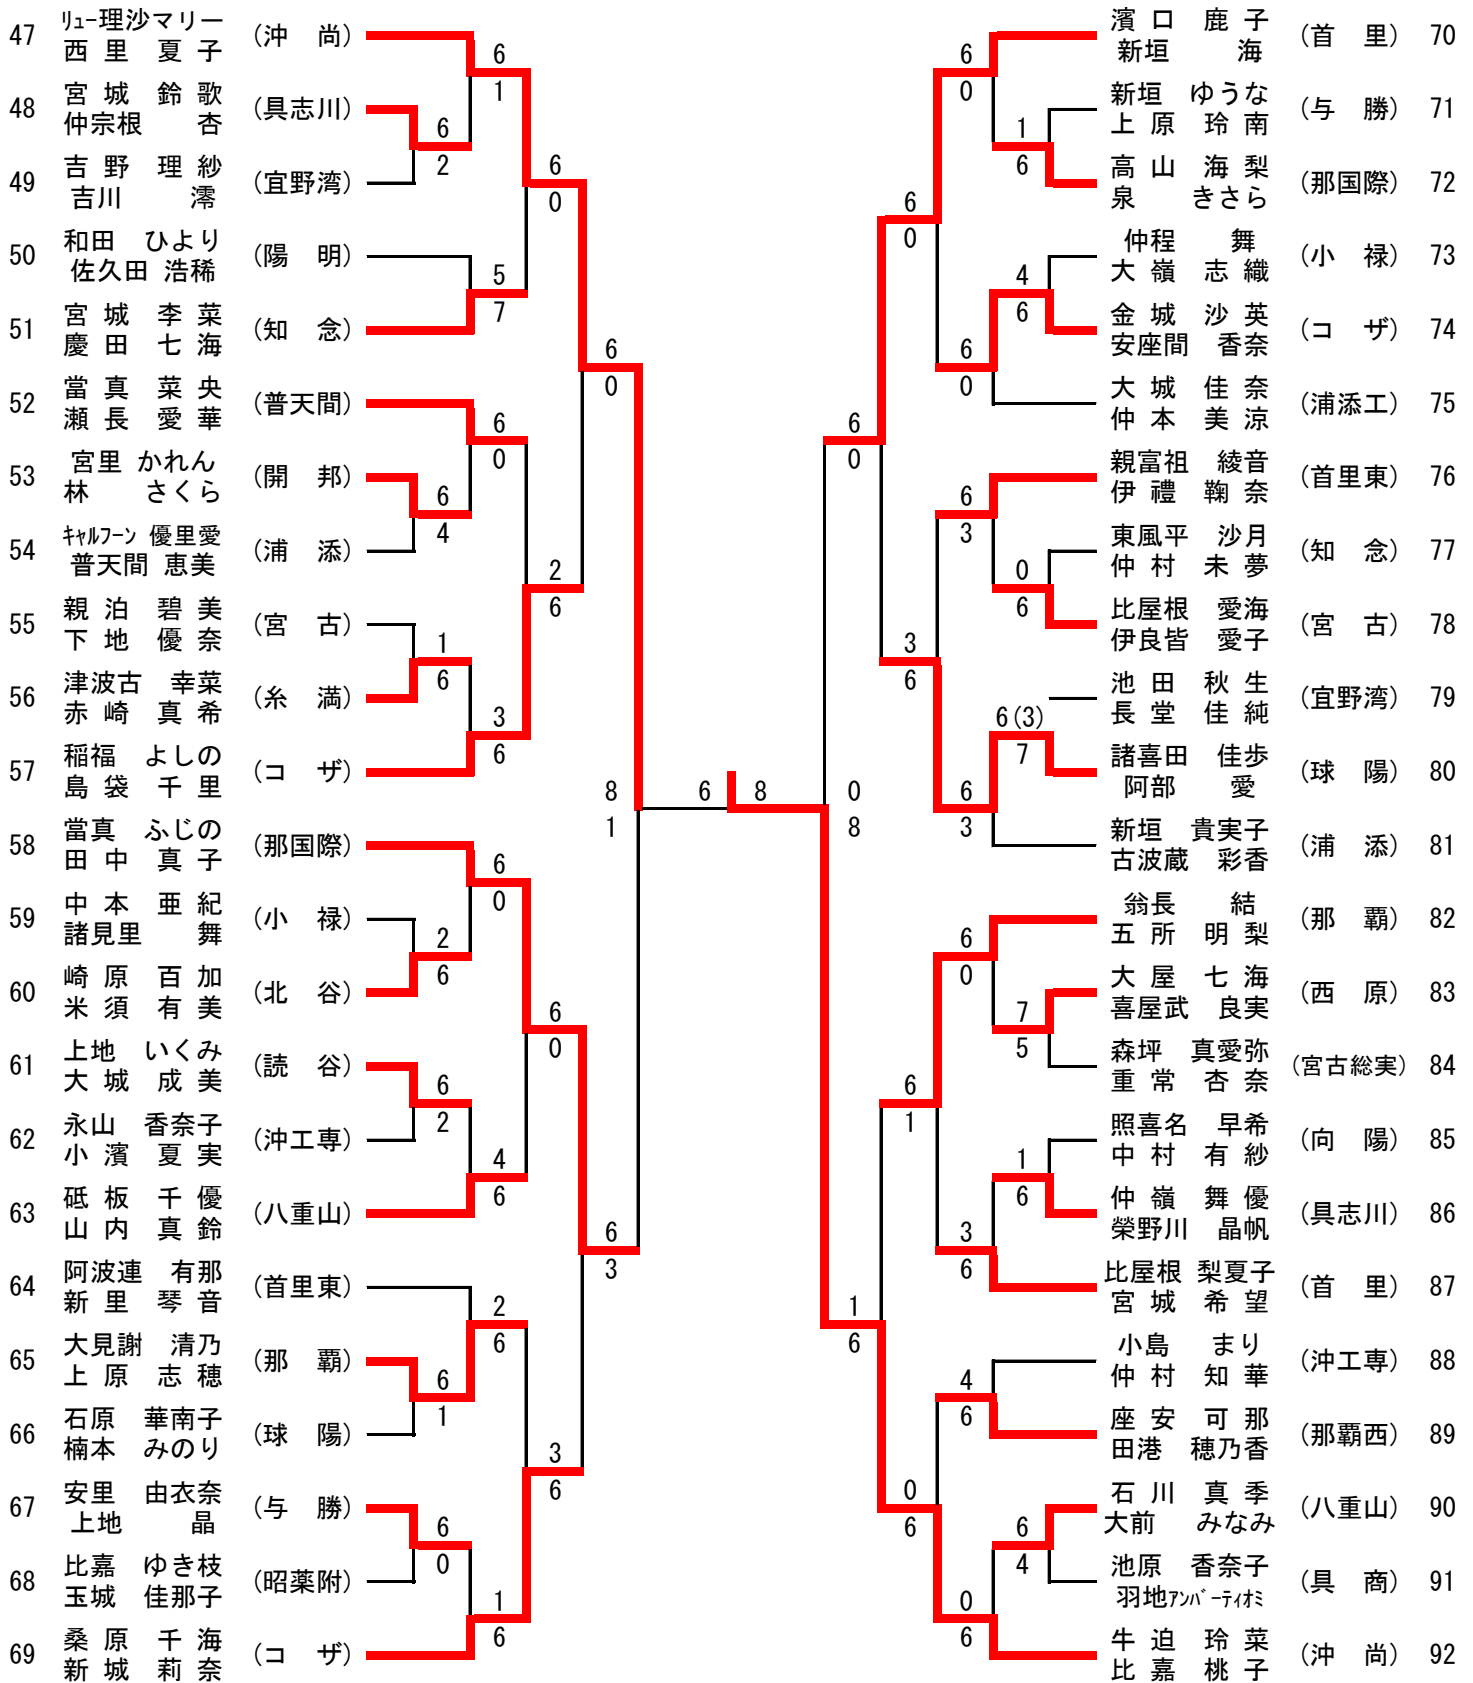 47 リュー理沙マリー 西里 夏子 (沖 尚)
48 宮城 鈴歌 仲宗根 杏 (具志川)
49 吉野 理紗 吉川 澪 (宜野湾)
50 和田 ひより 佐久田 浩稀 (陽 明)
51 宮城 李菜 慶田 七海 (知 念)
52 當真 菜央 瀬長 愛華 (普天間)
53 宮里 かれん 林 さくら (開 邦)
54 キャルフーン 優里愛 普天間 恵美 (浦 添)
55 親泊 碧美 下地 優奈 (宮 古)
56 津波古 幸菜 赤崎 真希 (糸 満)
57 稲福 よしの 島袋 千里 (コ ザ)
58 當真 ふじの 田中 真子 (那国際)
59 中本 亜紀 諸見里 舞 (小 禄)
60 崎原 百加 米須 有美 (北 谷)
61 上地 いくみ 大城 成美 (読 谷)
62 永山 香奈子 小濱 夏実 (沖工専)
63 砥板 千優 山内 真鈴 (八重山)
64 阿波連 有那 新里 琴音 (首里東)
65 大見謝 清乃 上原 志穂 (那 覇)
66 石原 華南子 楠本 みのり (球 陽)
67 安里 由衣奈 上地 晶 (与 勝)
68 比嘉 ゆき枝 玉城 佳那子 (昭薬附)
69 桑原 千海 新城 莉奈 (コ ザ)
6 1
6 2
6 0
5 7
6 0
6 0
6 4
2 6
1 6
3 6
8 1
6 0
2 6
6 0
6 2
4 6
6 3
2 6
6 1
3 6
6 0
1 6
6 8
濱口 鹿子 新垣 海 (首 里) 70
新垣 ゆうな 上原 玲南 (与 勝) 71
高山 海梨 泉 きさら (那国際) 72
仲程 舞 大嶺 志織 (小 禄) 73
金城 沙英 安座間 香奈 (コ ザ) 74
大城 佳奈 仲本 美涼 (浦添工) 75
親富祖 綾音 伊禮 鞠奈 (首里東) 76
東風平 沙月 仲村 未夢 (知 念) 77
比屋根 愛海 伊良皆 愛子 (宮 古) 78
池田 秋生 長堂 佳純 (宜野湾) 79
諸喜田 佳歩 阿部 愛 (球 陽) 80
新垣 貴実子 古波蔵 彩香 (浦 添) 81
翁長 結 五所 明梨 (那 覇) 82
大屋 七海 喜屋武 良実 (西 原) 83
森坪 真愛弥 重常 杏奈 (宮古総実) 84
照喜名 早希 中村 有紗 (向 陽) 85
仲嶺 舞優 榮野川 晶帆 (具志川) 86
比屋根 梨夏子 宮城 希望 (首 里) 87
小島 まり 仲村 知華 (沖工専) 88
座安 可那 田港 穂乃香 (那覇西) 89
石川 真季 大前 みなみ (八重山) 90
池原 香奈子 羽地アンバーティオミ (具 商) 91
牛迫 玲菜 比嘉 桃子 (沖 尚) 92
6 0
1 6
6 0
4 6
6 0
6 0
6 3
0 6
3 6
6(3) 7
6 3
0 8
6 0
7 5
6 1
1 6
3 6
1 6
4 6
0 6
6 4
0 6